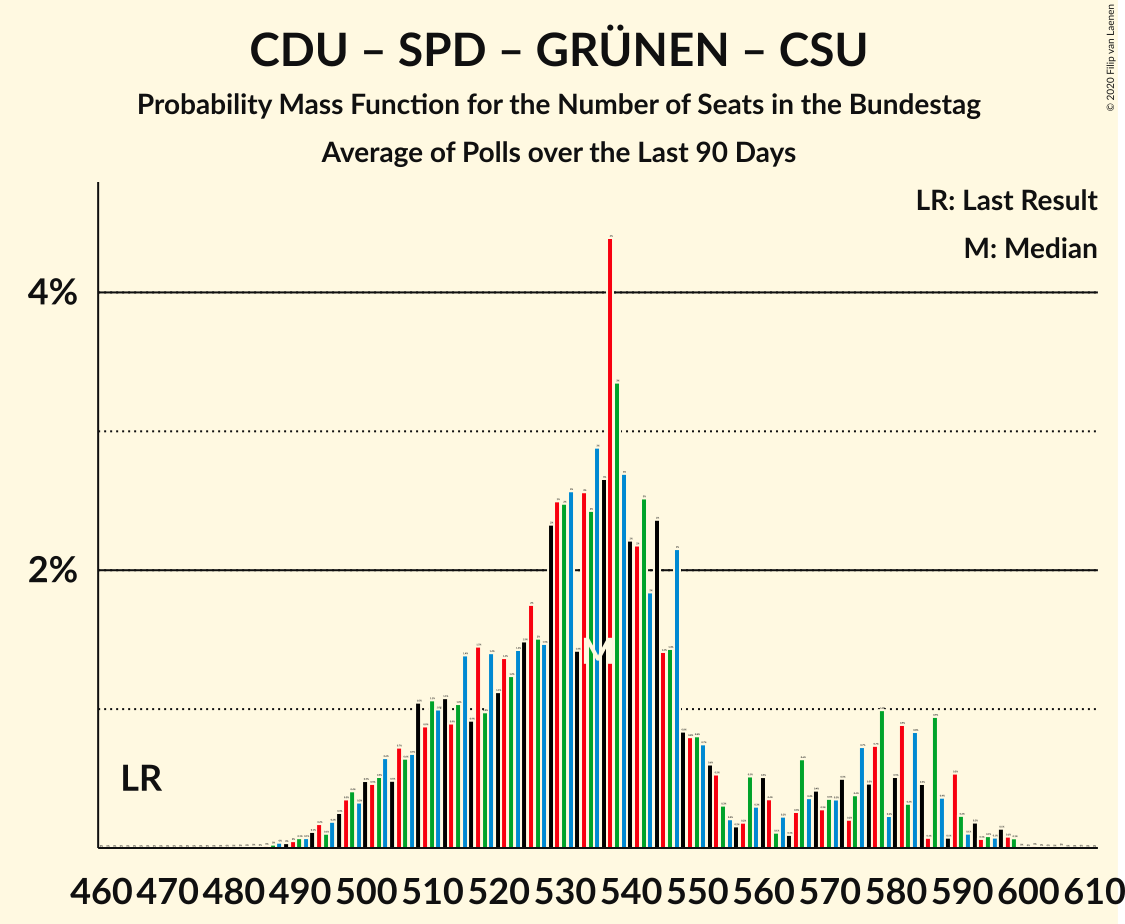 CDU – SPD – GRÜNEN – CSU
Probability Mass Function for the Number of Seats in the Bundestag
Average of Polls over the Last 90 Days
© 2020 Filip van Laenen
LR: Last Result
M: Median
4%
2%
M
LR
460 470 480 490 500 510 520 530 540 550 560 570 580 590 600 610